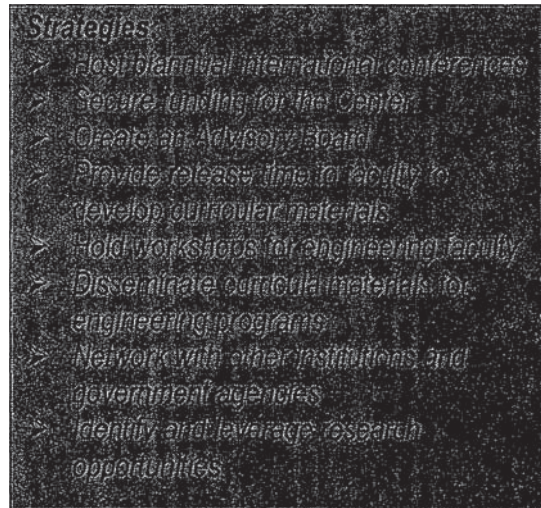 Strategies:
➢ Host biannual international conferences
➢ Secure funding for the Center
➢ Create an Advisory Board
➢ Provide release time to faculty to
develop curricular materials
➢ Hold workshops for engineering faculty
➢ Disseminate curricula materials for
engineering programs
➢ Network with other institutions and
government agencies
➢ Identify and leverage research
opportunities